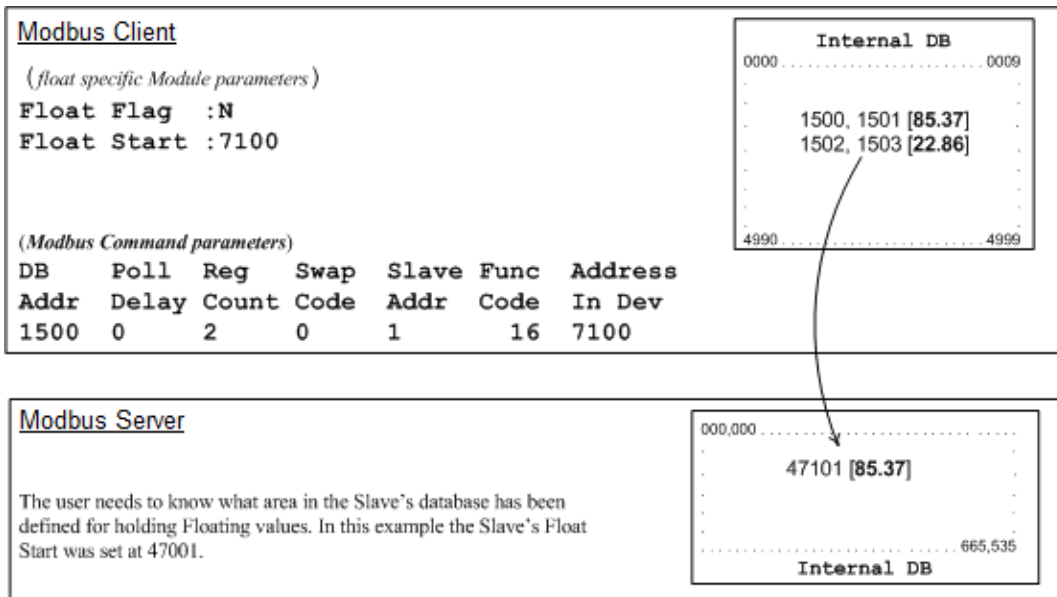 Modbus Client
(float specific Module parameters)
Float Flag :N
Float Start :7100
Internal DB
0000 . . . . . . . . . . . . . . . . . . . . . . . . 0009
1500, 1501 [85.37]
1502, 1503 [22.86]
4990 . . . . . . . . . . . . . . . . . . . . . . . . 4999
(Modbus Command parameters)
DB Poll Reg Swap Slave Func Address
Addr Delay Count Code Addr Code In Dev
1500 0 2 0 1 16 7100
Modbus Server
The user needs to know what area in the Slave's database has been
defined for holding Floating values. In this example the Slave's Float
Start was set at 47001.
000,000 . . . . . . . . . . . . . . . . . . . . . . . .
47101 [85.37]
. . . . . . . . . . . . . . . . . . . . . . . . 665,535
Internal DB